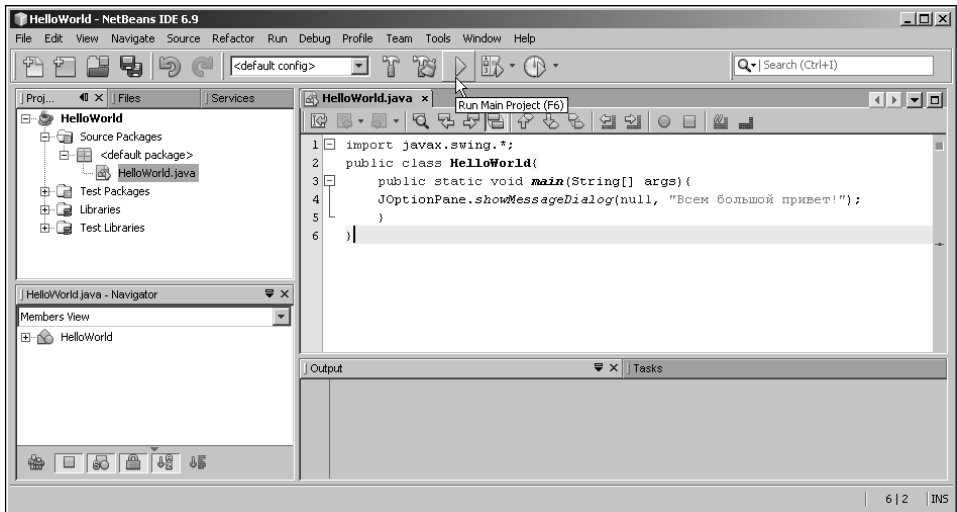 HelloWorld - NetBeans IDE 6.9
File Edit View Navigate Source Refactor Run Debug Profile Team Tools Window Help
<default config>
Search (Ctrl+I)
Proj... Files Services
HelloWorld.java
Run Main Project (F6)
HelloWorld
Source Packages
<default package>
HelloWorld.java
Test Packages
Libraries
Test Libraries
1 import javax.swing.*;
2 public class HelloWorld{
3 public static void main(String[] args){
4 JOptionPane.showMessageDialog(null, "Всем большой привет!");
5 }
6 }
HelloWorld.java - Navigator
Members View
HelloWorld
Output Tasks
6 | 2 INS